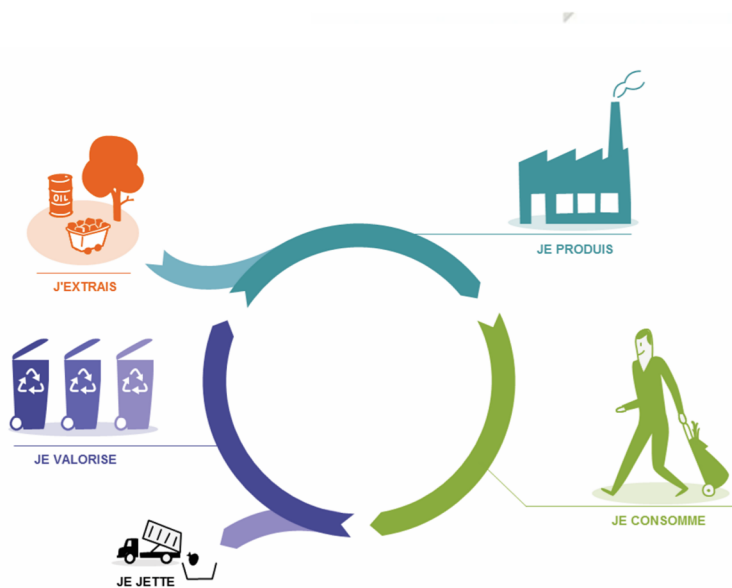 JE PRODUIS
OIL
J'EXTRAIS
JE VALORISE
JE CONSOMME
JE JETTE